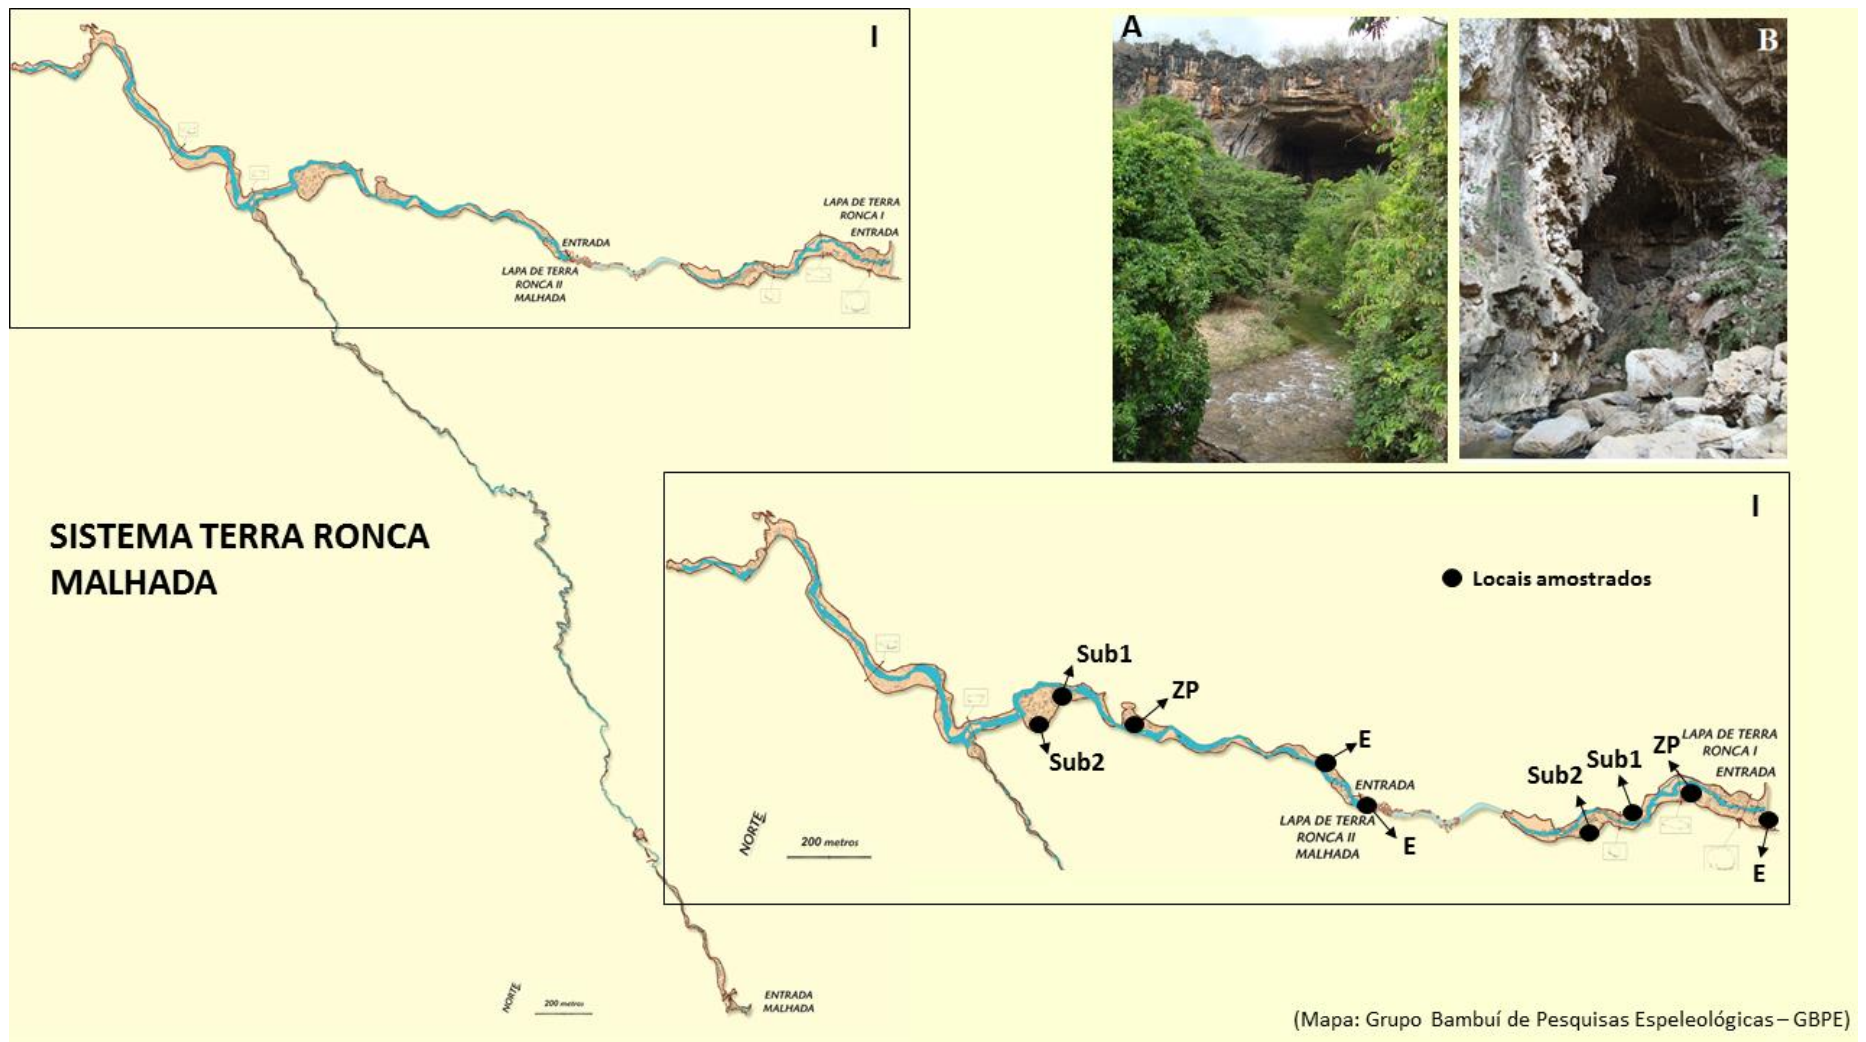 I
A
B
LAPA DE TERRA
RONCA I
ENTRADA
ENTRADA
LAPA DE TERRA
RONCA II
MALHADA
SISTEMA TERRA RONCA
MALHADA
I
Locais amostrados
Sub1
ZP
Sub2
E
ENTRADA
LAPA DE TERRA
RONCA II
MALHADA
E
Sub2
Sub1
ZP
LAPA DE TERRA
RONCA I
ENTRADA
E
NORTE
200 metros
NORTE
200 metros
ENTRADA
MALHADA
(Mapa: Grupo Bambuí de Pesquisas Espeleológicas – GBPE)